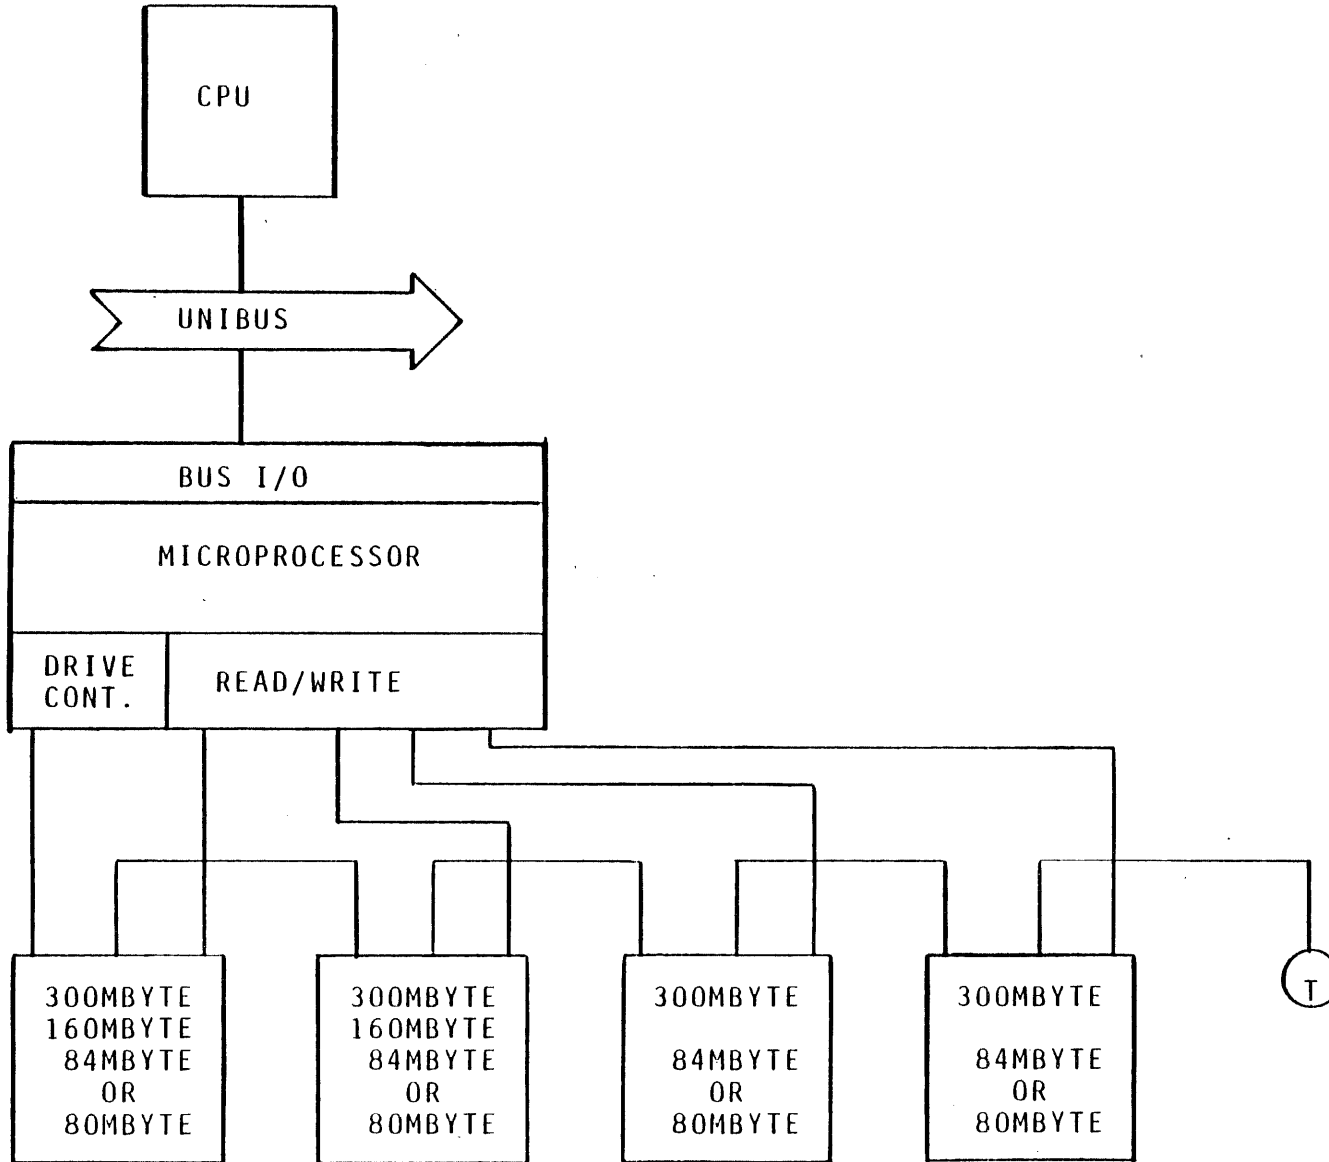 CPU
UNIBUS
BUS I/O
MICROPROCESSOR
DRIVE
CONT.
READ/WRITE
300MBYTE
160MBYTE
84MBYTE
OR
80MBYTE
300MBYTE
160MBYTE
84MBYTE
OR
80MBYTE
300MBYTE
84MBYTE
OR
80MBYTE
300MBYTE
84MBYTE
OR
80MBYTE
T